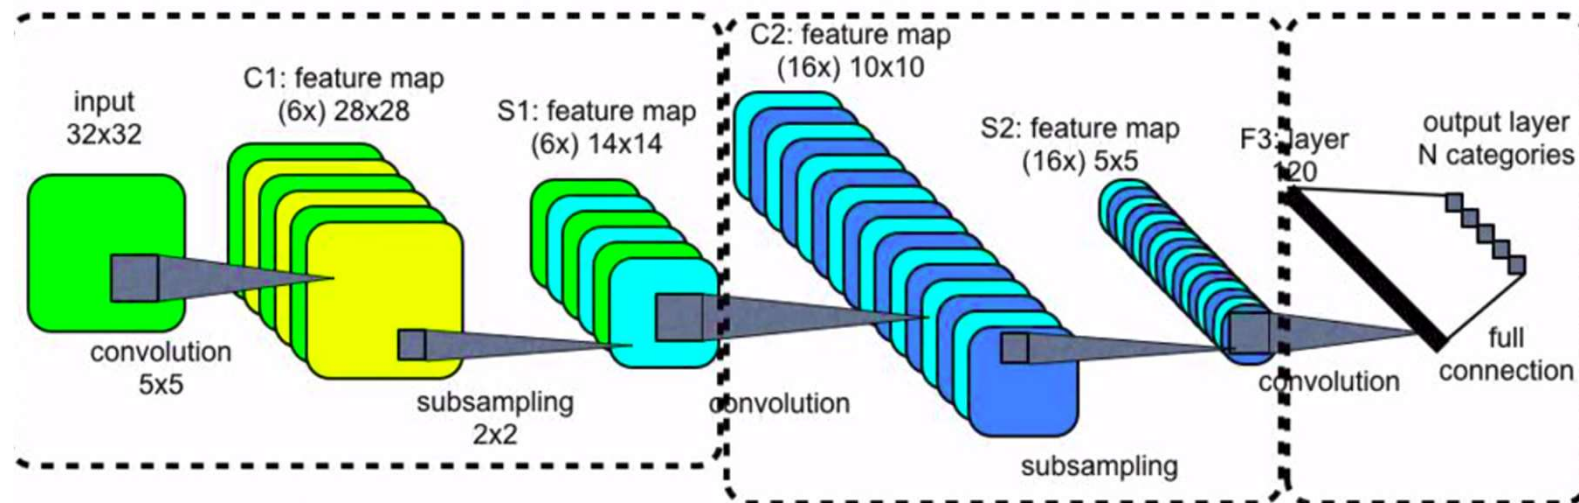 input
32x32
C1: feature map
(6x) 28x28
S1: feature map
(6x) 14x14
convolution
5x5
subsampling
2x2
C2: feature map
(16x) 10x10
S2: feature map
(16x) 5x5
convolution
subsampling
F3: layer
120
output layer
N categories
convolution
full
connection